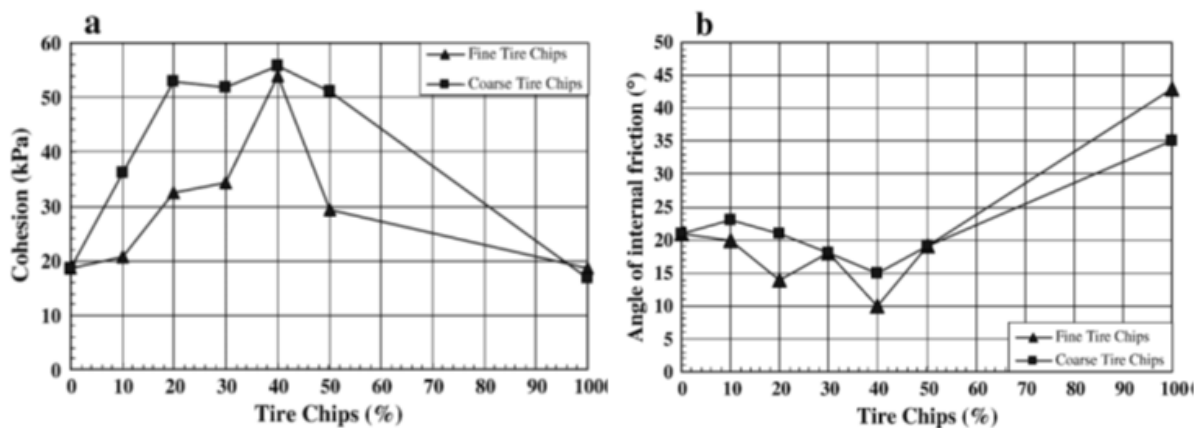 a
Cohesion (kPa)
60
50
40
30
20
10
0
Fine Tire Chips
Coarse Tire Chips
0 10 20 30 40 50 60 70 80 90 100
Tire Chips (%)
b
Angle of internal friction (°)
50
45
40
35
30
25
20
15
10
5
0
Fine Tire Chips
Coarse Tire Chips
0 10 20 30 40 50 60 70 80 90 100
Tire Chips (%)